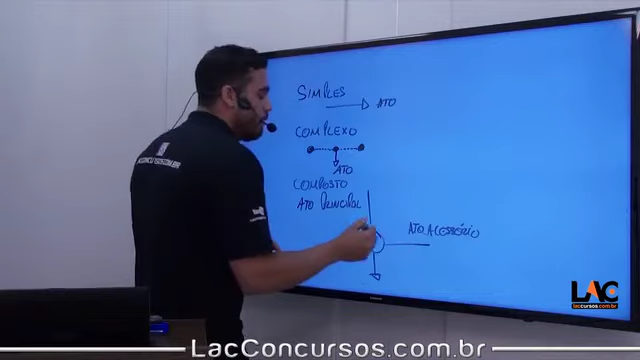 SIMPLES
ATO
COMPLEXO
ATO
COMPOSTO
ATO PRINCIPAL
ATO ACESSÓRIO
LAC
laccursos.com.br
LacConcursos.com.br